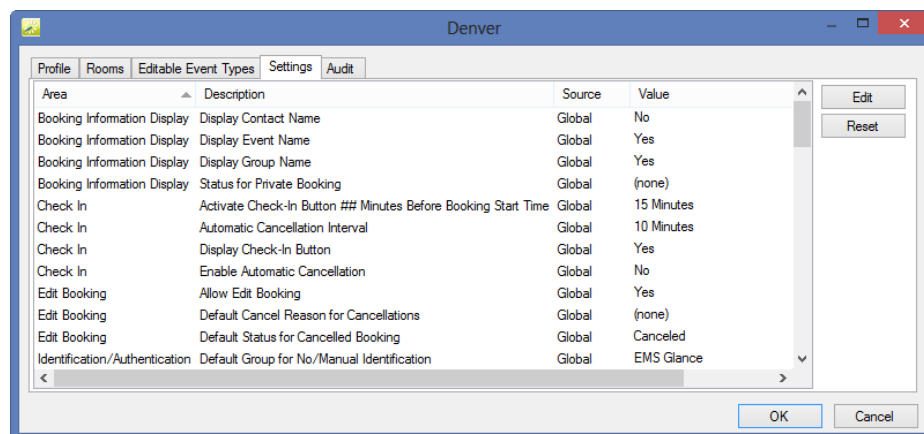 Denver
Profile Rooms Editable Event Types Settings Audit
Area Description Source Value
Edit
Booking Information Display Display Contact Name Global No
Reset
Booking Information Display Display Event Name Global Yes
Booking Information Display Display Group Name Global Yes
Booking Information Display Status for Private Booking Global (none)
Check In Activate Check-In Button ## Minutes Before Booking Start Time Global 15 Minutes
Check In Automatic Cancellation Interval Global 10 Minutes
Check In Display Check-In Button Global Yes
Check In Enable Automatic Cancellation Global No
Edit Booking Allow Edit Booking Global Yes
Edit Booking Default Cancel Reason for Cancellations Global (none)
Edit Booking Default Status for Cancelled Booking Global Canceled
Identification/Authentication Default Group for No/Manual Identification Global EMS Glance
OK Cancel